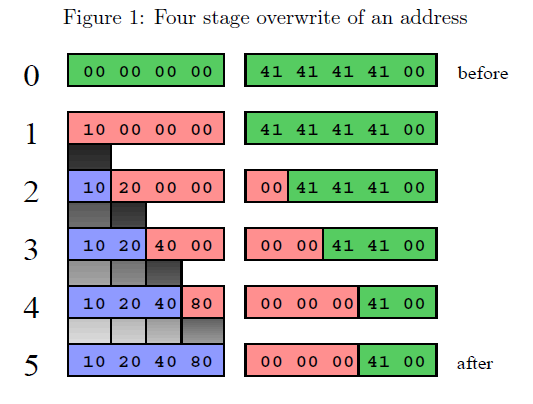 Figure 1: Four stage overwrite of an address
0 00 00 00 00 41 41 41 41 00 before
1 10 00 00 00 41 41 41 41 00
2 10 20 00 00 00 41 41 41 00
3 10 20 40 00 00 00 41 41 00
4 10 20 40 80 00 00 00 41 00
5 10 20 40 80 00 00 00 41 00 after